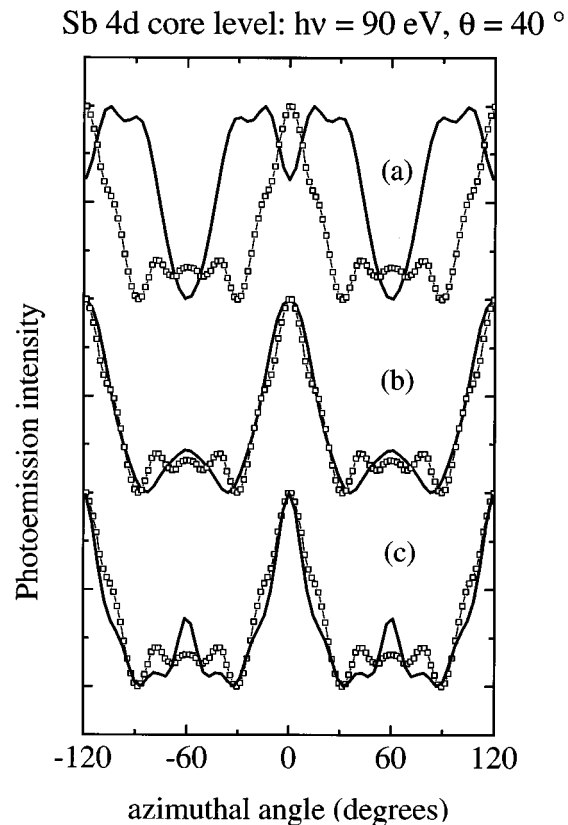 Sb 4d core level: hν = 90 eV, θ = 40 °
(a)
(b)
(c)
Photoemission intensity
-120 -60 0 60 120
azimuthal angle (degrees)